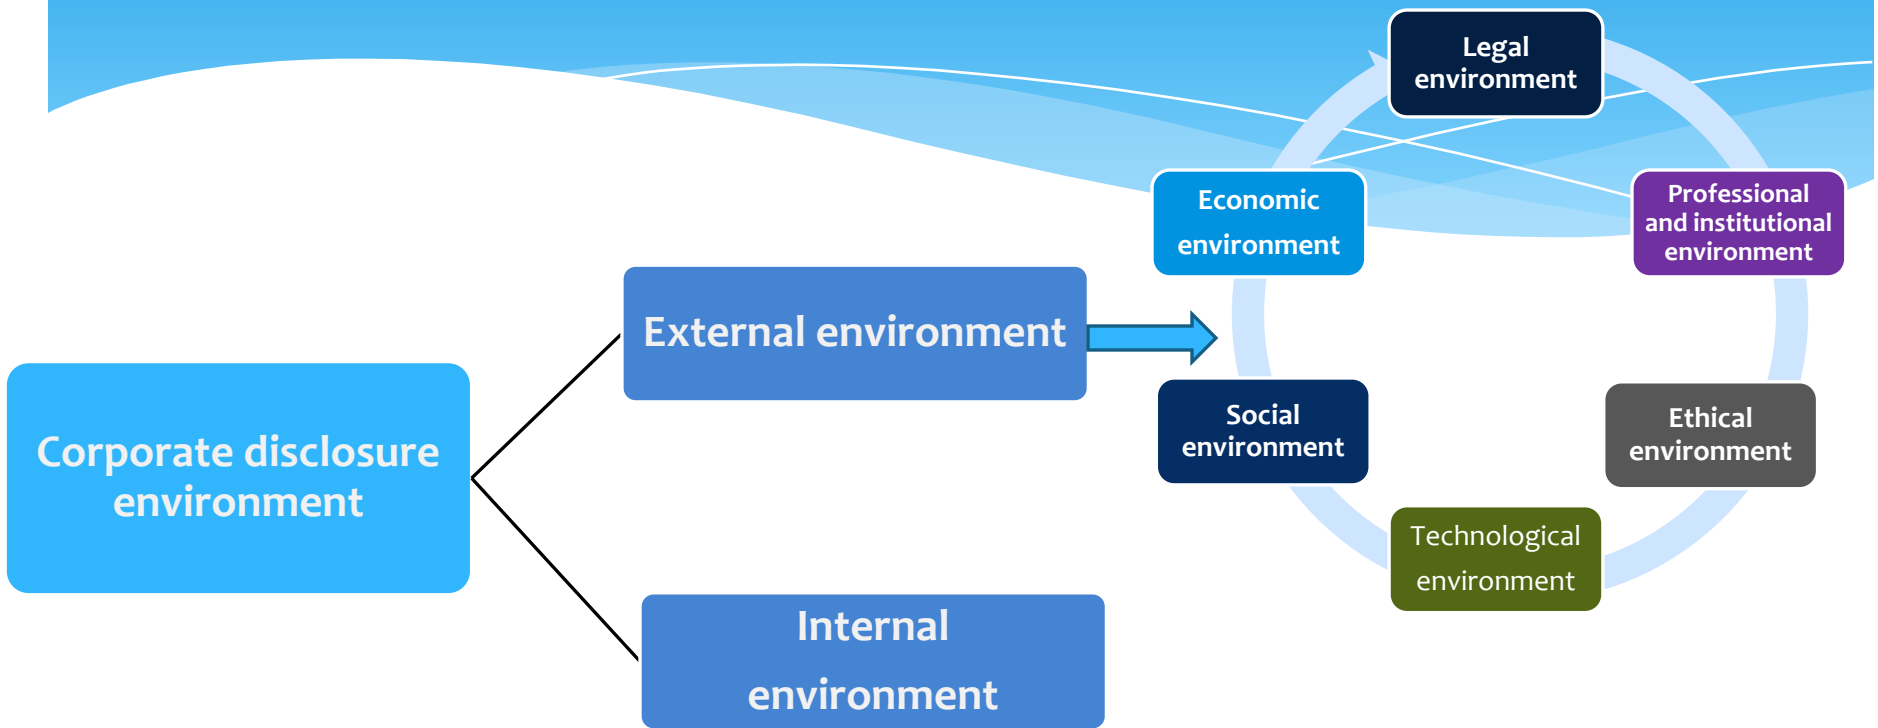 Corporate disclosure
environment
External environment
Internal
environment
Legal
environment
Professional
and institutional
environment
Ethical
environment
Technological
environment
Social
environment
Economic
environment